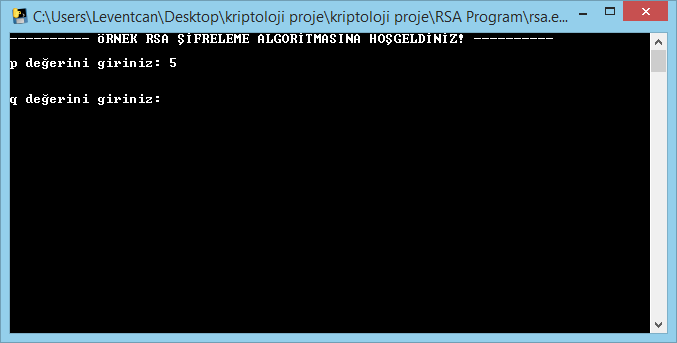 C:\Users\Leventcan\Desktop\kriptoloji proje\kriptoloji proje\RSA Program\rsa.e...
---------- ÖRNEK RSA ŞİFRELEME ALGORİTMASINA HOŞGELDİNİZ! ----------
p değerini giriniz: 5
q değerini giriniz: